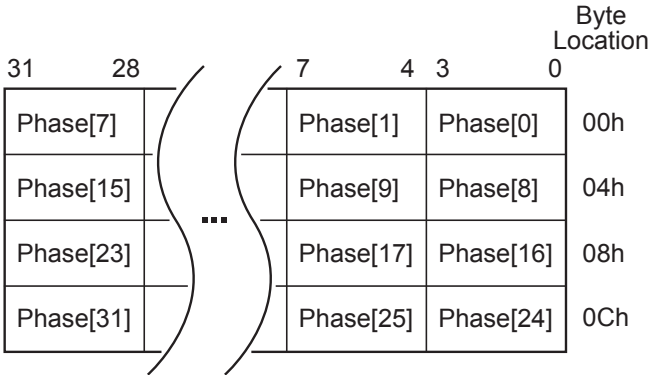 Byte
Location
31 28 7 4 3 0
Phase[7] Phase[1] Phase[0] 00h
Phase[15] Phase[9] Phase[8] 04h
...
Phase[23] Phase[17] Phase[16] 08h
Phase[31] Phase[25] Phase[24] 0Ch